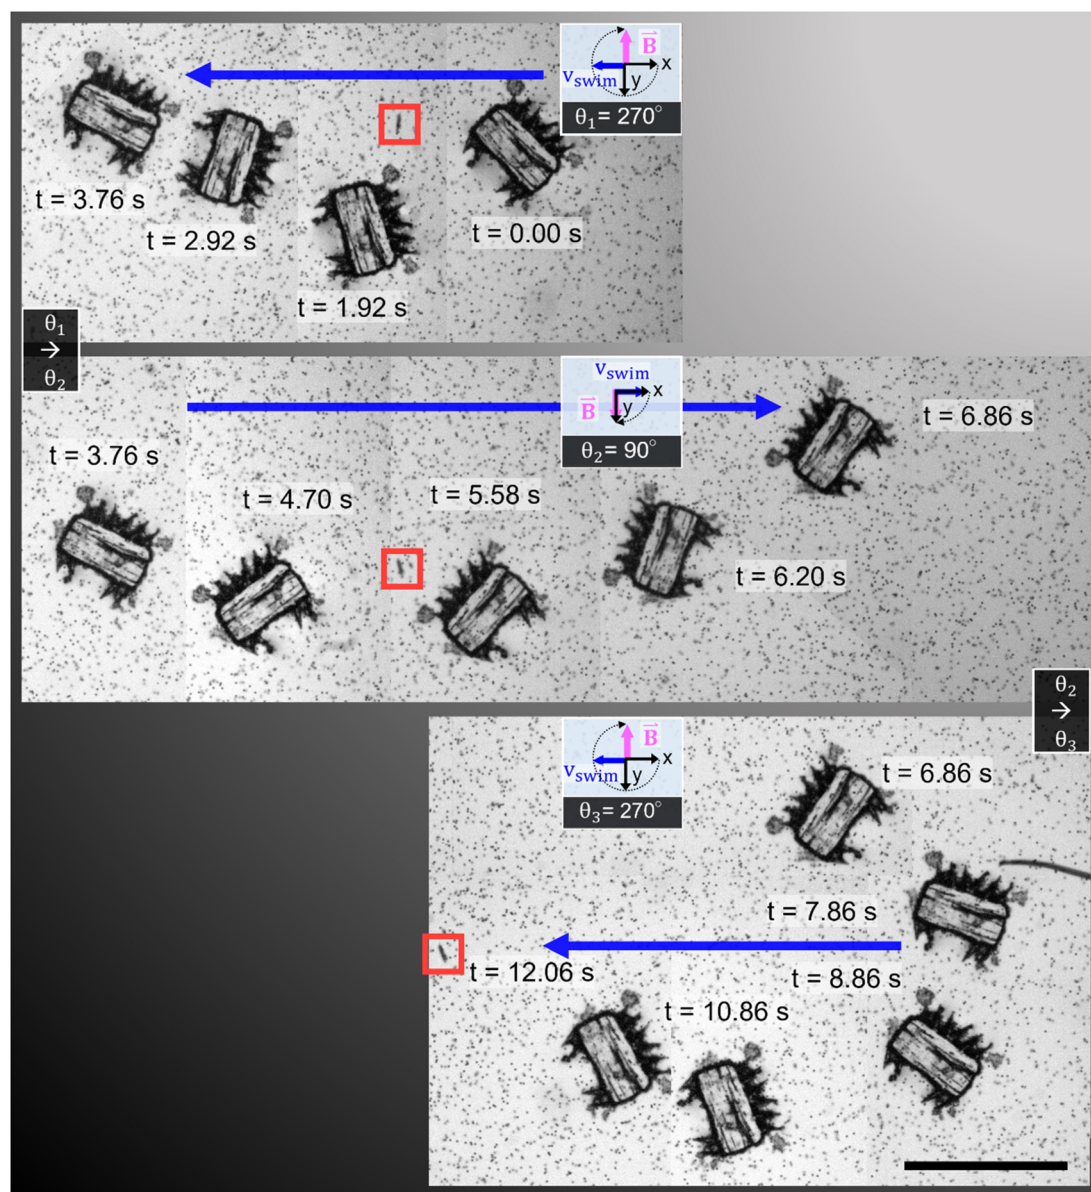 B⃗
x
v_swim
y
θ₁= 270°
t = 3.76 s
t = 2.92 s
t = 0.00 s
t = 1.92 s
θ₁
→
θ₂
v_swim
x
B⃗
y
θ₂= 90°
t = 6.86 s
t = 3.76 s
t = 4.70 s
t = 5.58 s
t = 6.20 s
θ₂
→
θ₃
B⃗
x
v_swim
y
θ₃= 270°
t = 6.86 s
t = 7.86 s
t = 12.06 s
t = 8.86 s
t = 10.86 s